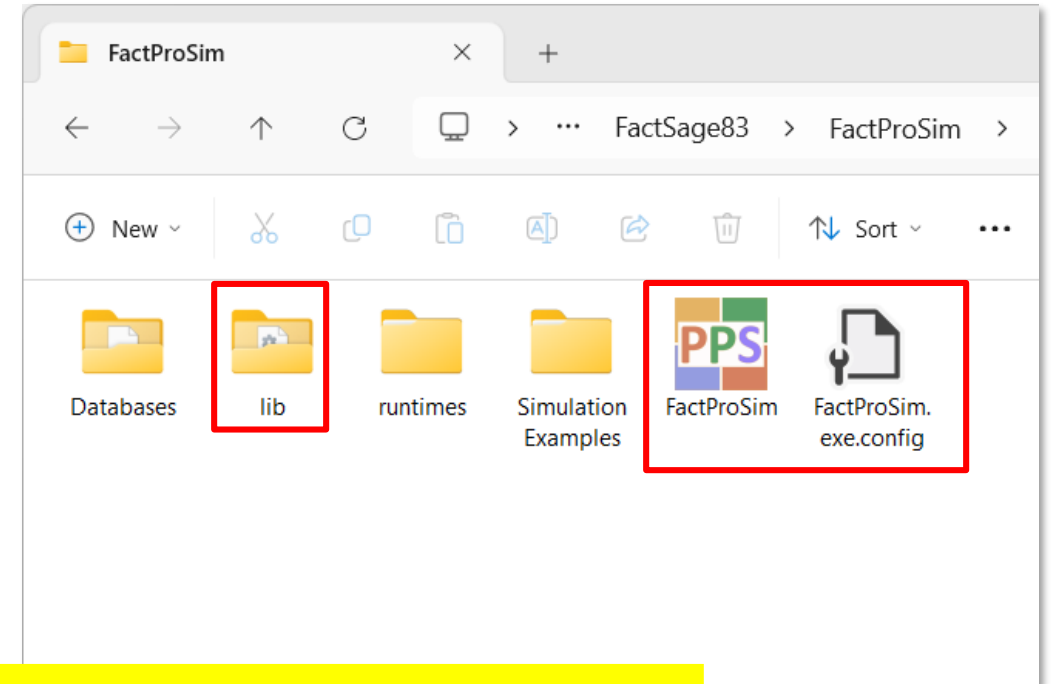 FactProSim
FactSage83 > FactProSim >
New
Sort
PPS
Databases
lib
runtimes
Simulation
Examples
FactProSim
FactProSim.
exe.config